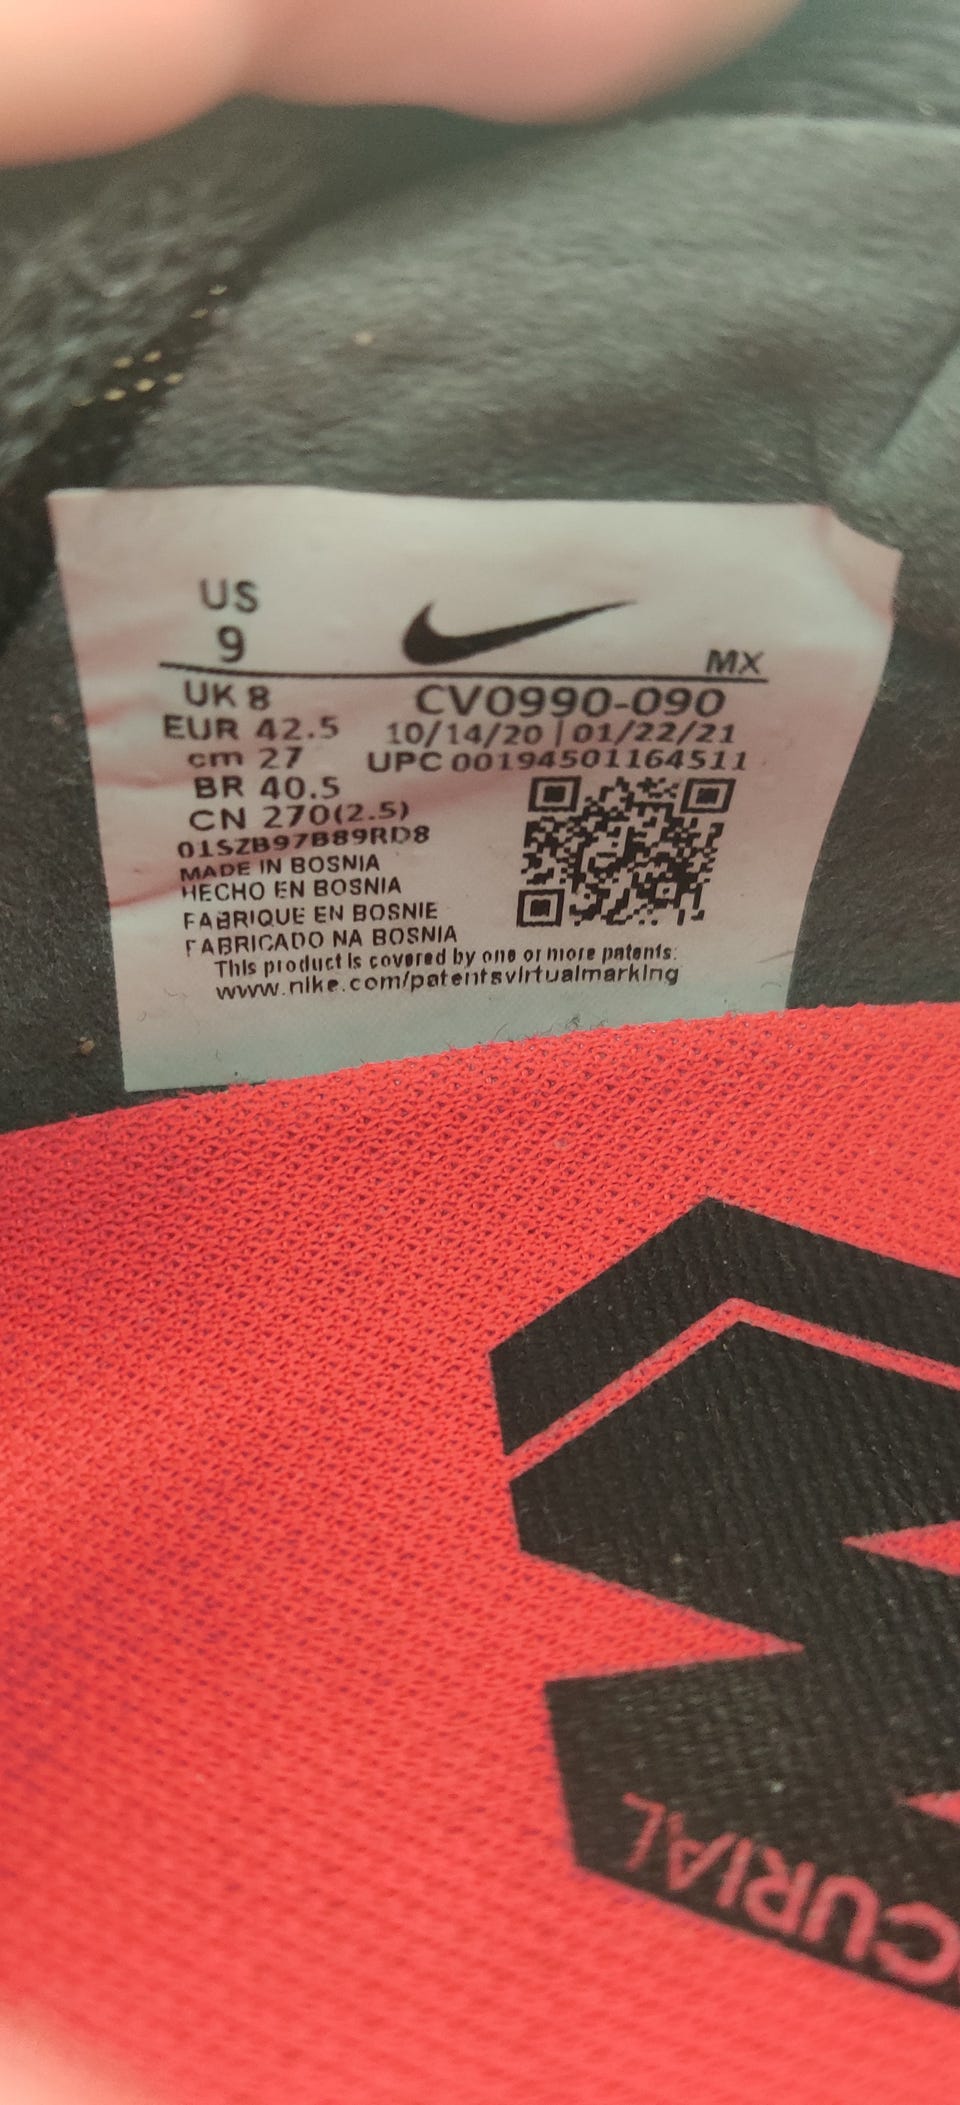 US
9
MX
UK 8
CV0990-090
EUR 42.5
10/14/20 | 01/22/21
cm 27
UPC 00194501164511
BR 40.5
CN 270(2.5)
01SZB97B89RD8
MADE IN BOSNIA
HECHO EN BOSNIA
FABRIQUE EN BOSNIE
FABRICADO NA BOSNIA
This product is covered by one or more patents:
www.nike.com/patentsvirtualmarking
CURIAL